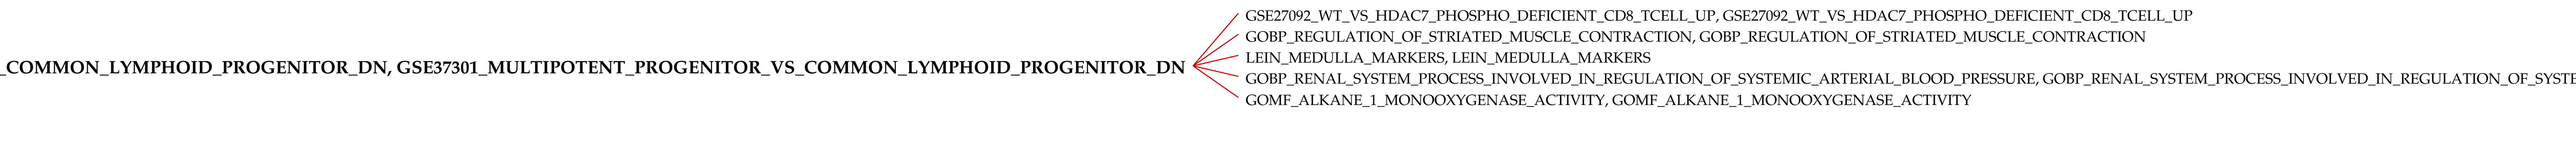 GSE27092_WT_VS_HDAC7_PHOSPHO_DEFICIENT_CD8_TCELL_UP, GSE27092_WT_VS_HDAC7_PHOSPHO_DEFICIENT_CD8_TCELL_UP
GOBP_REGULATION_OF_STRIATED_MUSCLE_CONTRACTION, GOBP_REGULATION_OF_STRIATED_MUSCLE_CONTRACTION
LEIN_MEDULLA_MARKERS, LEIN_MEDULLA_MARKERS
_COMMON_LYMPHOID_PROGENITOR_DN, GSE37301_MULTIPOTENT_PROGENITOR_VS_COMMON_LYMPHOID_PROGENITOR_DN
GOBP_RENAL_SYSTEM_PROCESS_INVOLVED_IN_REGULATION_OF_SYSTEMIC_ARTERIAL_BLOOD_PRESSURE, GOBP_RENAL_SYSTEM_PROCESS_INVOLVED_IN_REGULATION_OF_SYSTE
GOMF_ALKANE_1_MONOOXYGENASE_ACTIVITY, GOMF_ALKANE_1_MONOOXYGENASE_ACTIVITY